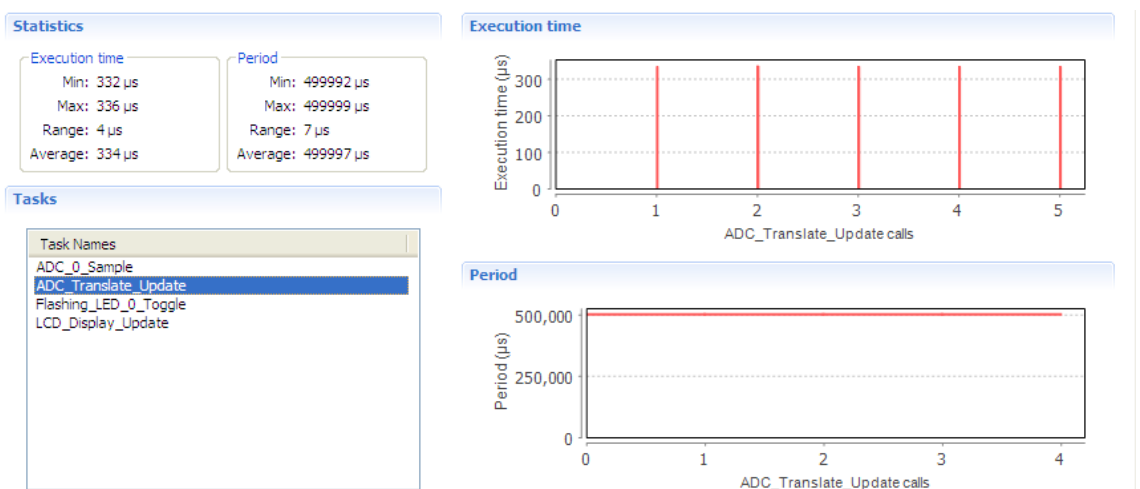 Statistics
Execution time
Min: 332 µs
Max: 336 µs
Range: 4 µs
Average: 334 µs
Period
Min: 499992 µs
Max: 499999 µs
Range: 7 µs
Average: 499997 µs
Tasks
Task Names
ADC_0_Sample
ADC_Translate_Update
Flashing_LED_0_Toggle
LCD_Display_Update
Execution time
Execution time (µs)
300
200
100
0
0 1 2 3 4 5
ADC_Translate_Update calls
Period
Period (µs)
500,000
250,000
0
0 1 2 3 4
ADC_Translate_Update calls